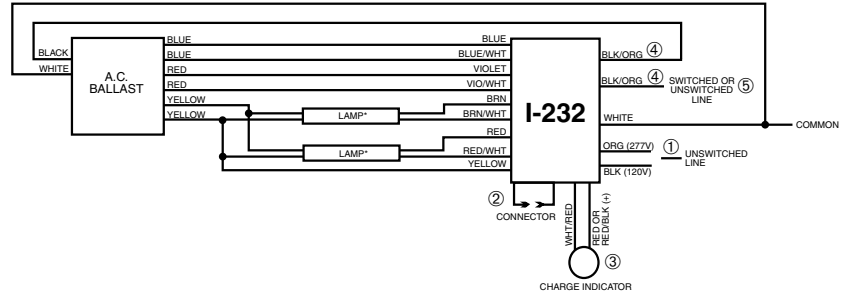 BLACK
WHITE
A.C.
BALLAST
BLUE
BLUE
RED
RED
YELLOW
YELLOW
LAMP*
LAMP*
BLUE
BLUE/WHT
VIOLET
VIO/WHT
BRN
BRN/WHT
RED
RED/WHT
YELLOW
I-232
BLK/ORG ④
BLK/ORG ④ SWITCHED OR
UNSWITCHED ⑤
LINE
WHITE
COMMON
ORG (277V) ①
UNSWITCHED
LINE
BLK (120V)
②
CONNECTOR
WHT/RED
RED OR
RED/BLK (+)
③
CHARGE INDICATOR